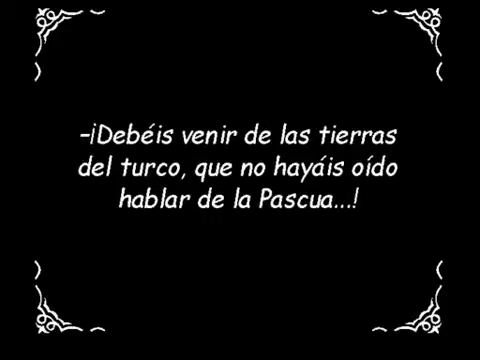 –¡Debéis venir de las tierras
del turco, que no hayáis oído
hablar de la Pascua...!